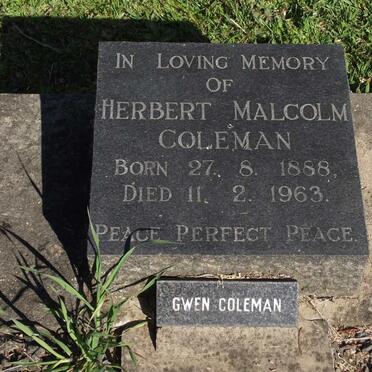 IN LOVING MEMORY
OF
HERBERT MALCOLM
COLEMAN
BORN 27. 8. 1888.
DIED 11. 2. 1963.
PEACE PERFECT PEACE.
GWEN COLEMAN